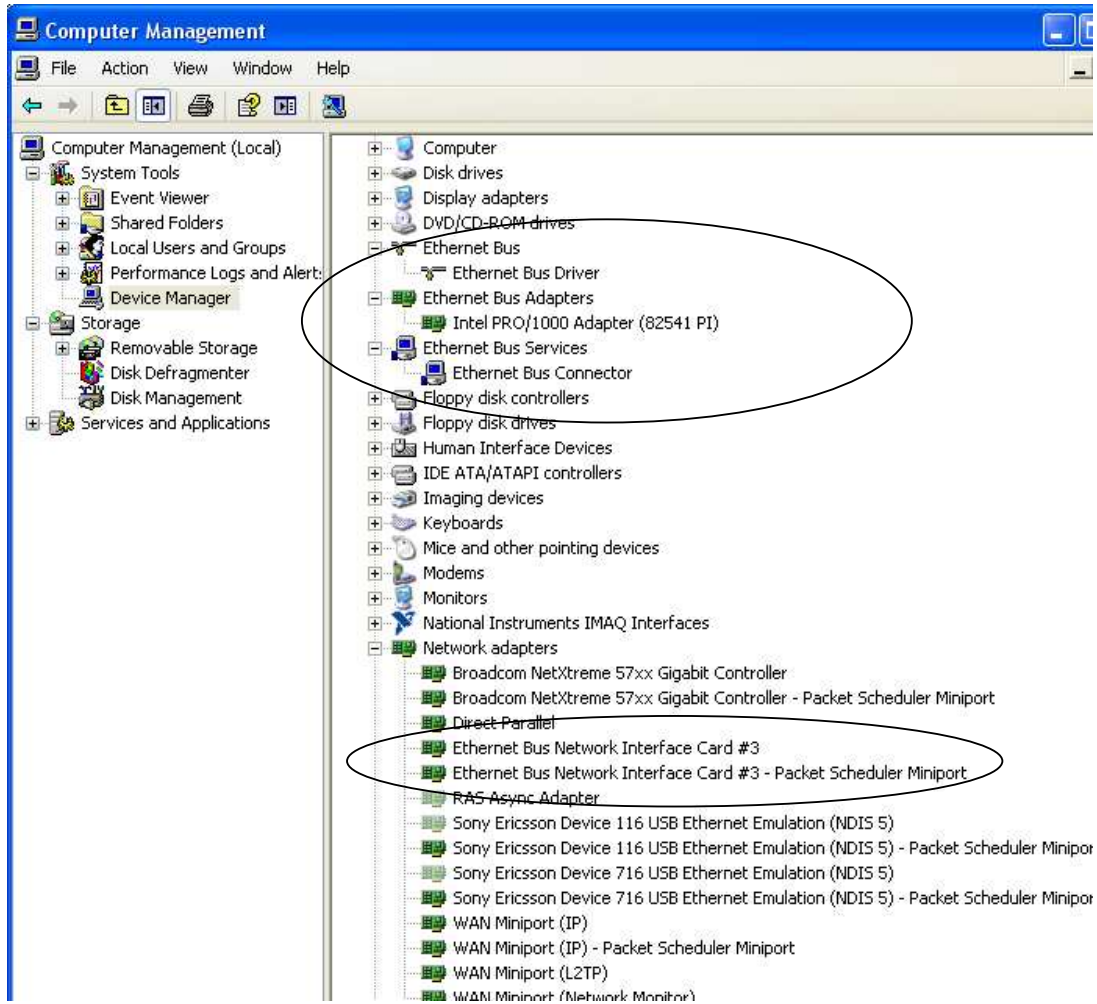 Computer Management
File Action View Window Help
Computer Management (Local)
System Tools
Event Viewer
Shared Folders
Local Users and Groups
Performance Logs and Alert
Device Manager
Storage
Removable Storage
Disk Defragmenter
Disk Management
Services and Applications
Computer
Disk drives
Display adapters
DVD/CD-ROM drives
Ethernet Bus
Ethernet Bus Driver
Ethernet Bus Adapters
Intel PRO/1000 Adapter (82541 PI)
Ethernet Bus Services
Ethernet Bus Connector
Floppy disk controllers
Floppy disk drives
Human Interface Devices
IDE ATA/ATAPI controllers
Imaging devices
Keyboards
Mice and other pointing devices
Modems
Monitors
National Instruments IMAQ Interfaces
Network adapters
Broadcom NetXtreme 57xx Gigabit Controller
Broadcom NetXtreme 57xx Gigabit Controller - Packet Scheduler Miniport
Direct Parallel
Ethernet Bus Network Interface Card #3
Ethernet Bus Network Interface Card #3 - Packet Scheduler Miniport
RAS Async Adapter
Sony Ericsson Device 116 USB Ethernet Emulation (NDIS 5)
Sony Ericsson Device 116 USB Ethernet Emulation (NDIS 5) - Packet Scheduler Minipor
Sony Ericsson Device 716 USB Ethernet Emulation (NDIS 5)
Sony Ericsson Device 716 USB Ethernet Emulation (NDIS 5) - Packet Scheduler Minipor
WAN Miniport (IP)
WAN Miniport (IP) - Packet Scheduler Miniport
WAN Miniport (L2TP)
WAN Miniport (Network Monitor)